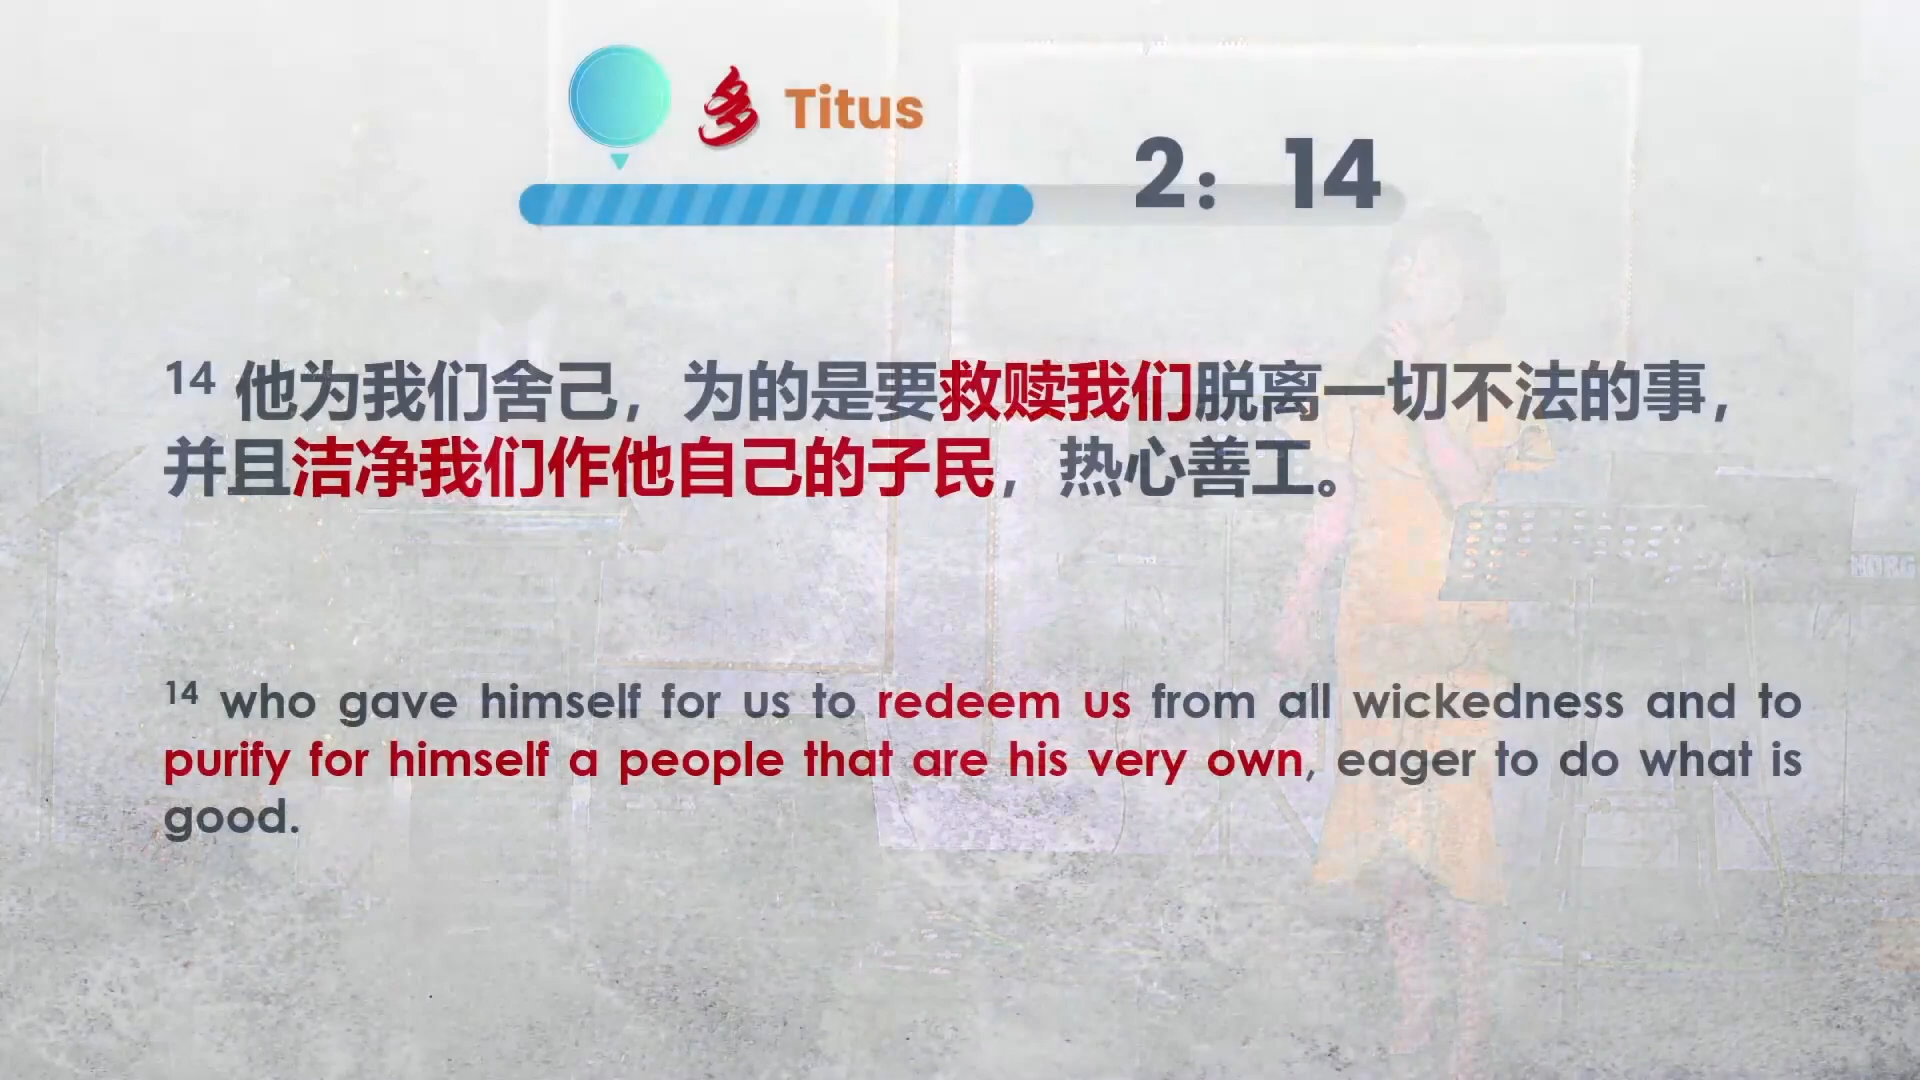 多 Titus
2：14
14 他为我们舍己，为的是要救赎我们脱离一切不法的事，
并且洁净我们作他自己的子民，热心善工。
14 who gave himself for us to redeem us from all wickedness and to
purify for himself a people that are his very own, eager to do what is
good.
KORG